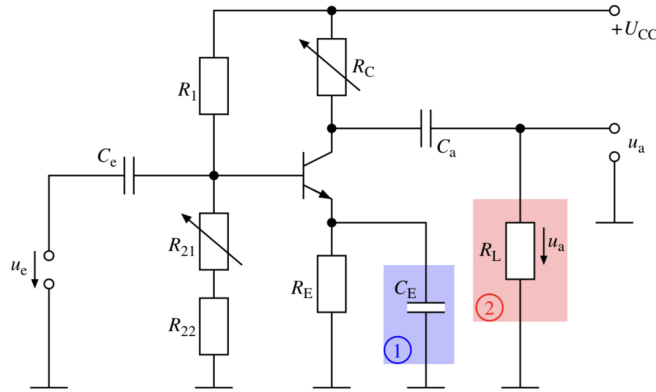 +U_CC
R_1
R_C
C_e
C_a
u_a
u_e
R_21
R_22
R_E
C_E
1
R_L
u_a
2